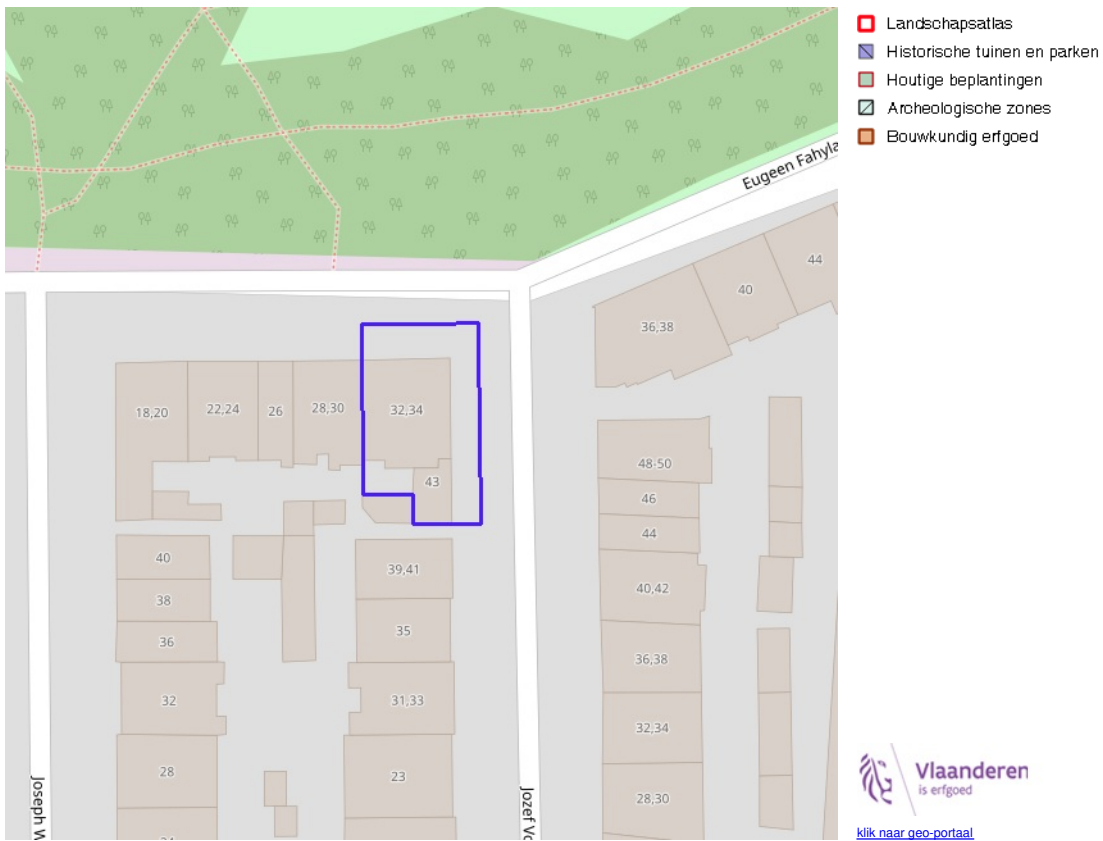 Landschapsatlas
Historische tuinen en parken
Houtige beplantingen
Archeologische zones
Bouwkundig erfgoed
Eugeen Fahyla
44
40
36,38
18,20
22,24
26
28,30
32,34
43
48-50
46
44
40,42
36,38
32,34
28,30
40
38
36
32
28
39,41
35
31,33
23
Joseph W
Jozef Vo
Vlaanderen
is erfgoed
klik naar geo-portaal